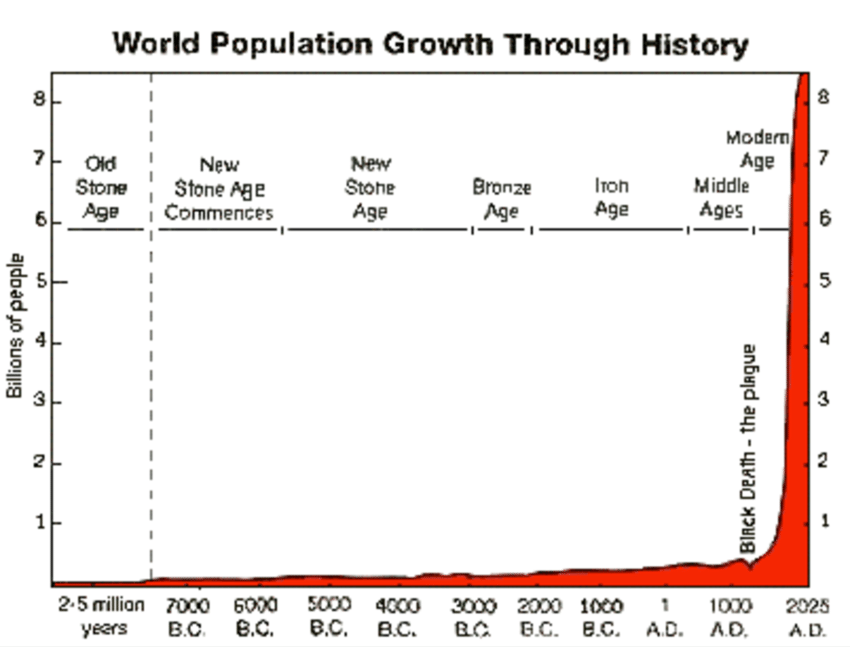 World Population Growth Through History
8
7
6
5
4
3
2
1
Billions of people
Old
Stone
Age
New
Stone Age
Commences
New
Stone
Age
Bronze
Age
Iron
Age
Middle
Ages
Modern
Age
Black Death - the plague
8
7
6
5
4
3
2
1
2-5 million
years
7000
B.C.
6000
B.C.
5000
B.C.
4000
B.C.
3000
B.C.
2000
B.C.
1000
B.C.
1
A.D.
1000
A.D.
2025
A.D.